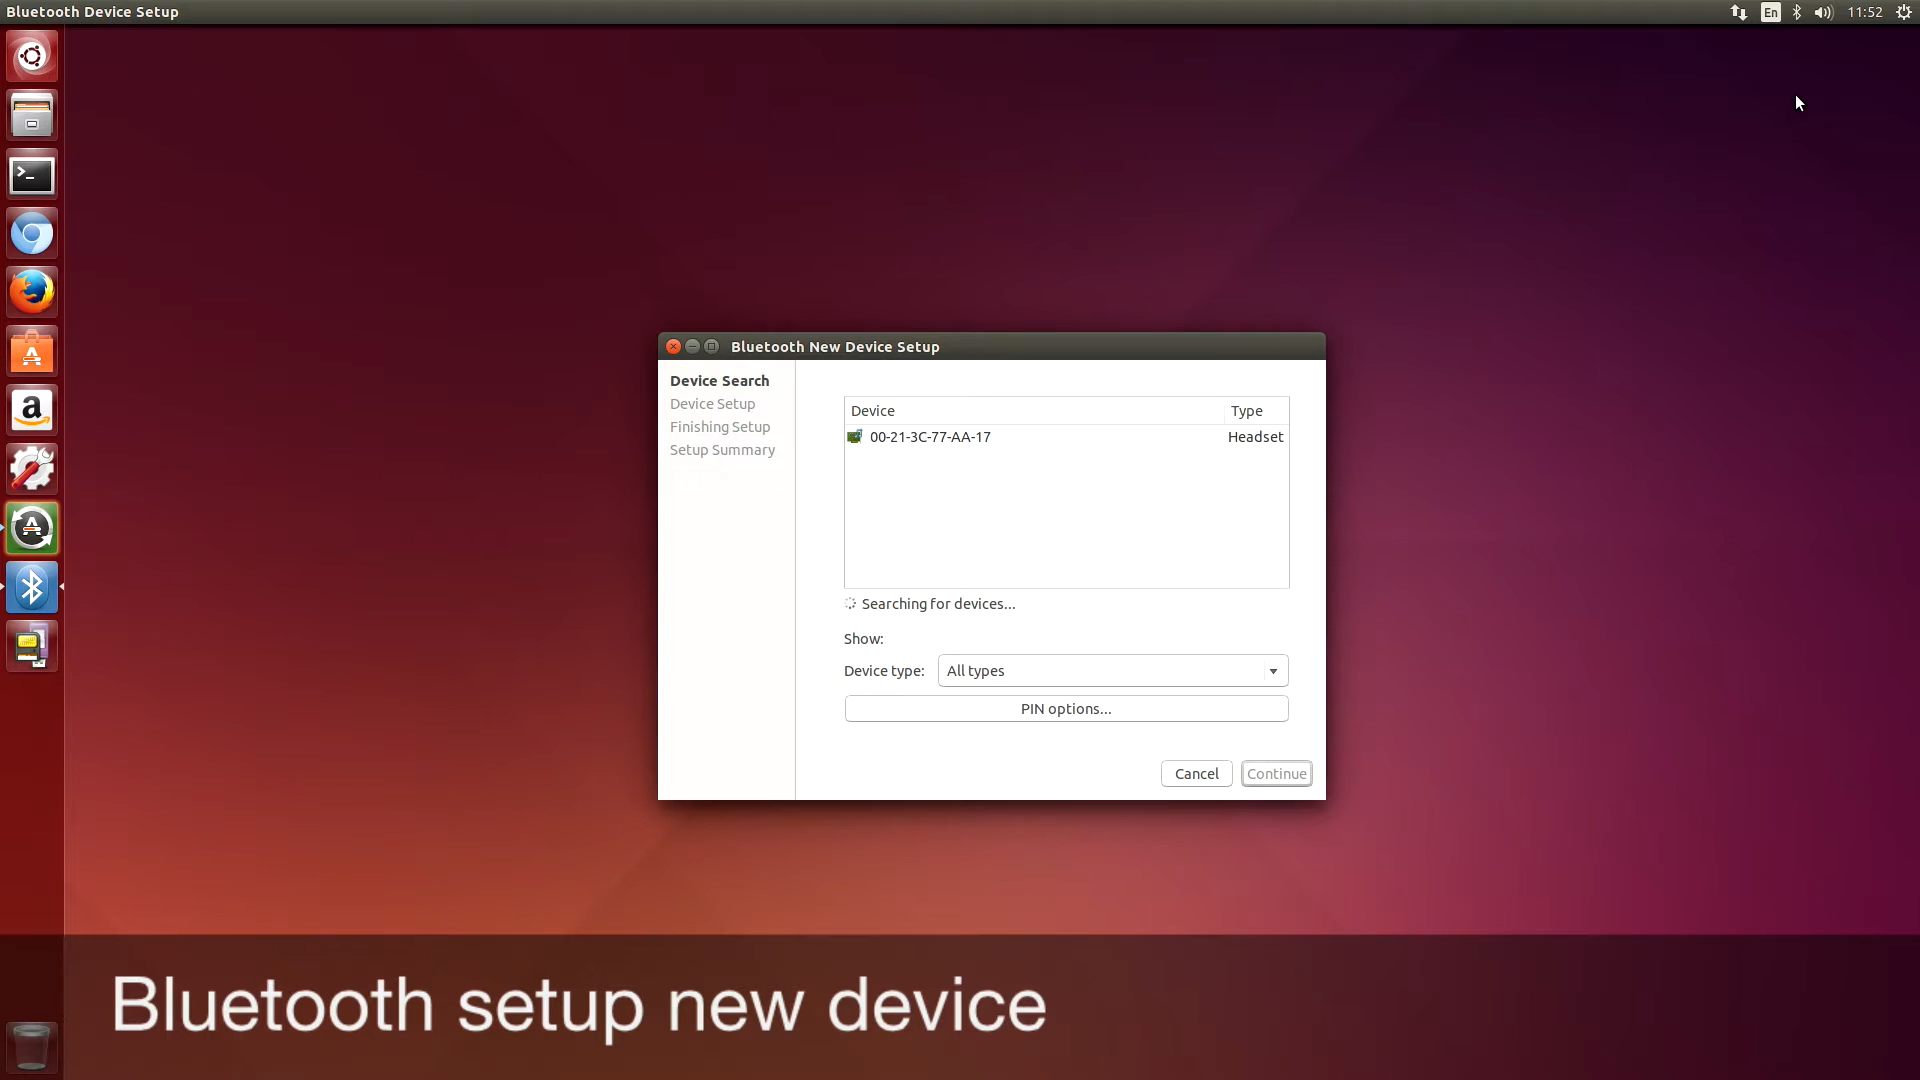 Bluetooth Device Setup
En
11:52
Bluetooth New Device Setup
Device Search
Device Setup
Finishing Setup
Setup Summary
Device Type
00-21-3C-77-AA-17 Headset
Searching for devices...
Show:
Device type: All types
PIN options...
Cancel Continue
Bluetooth setup new device